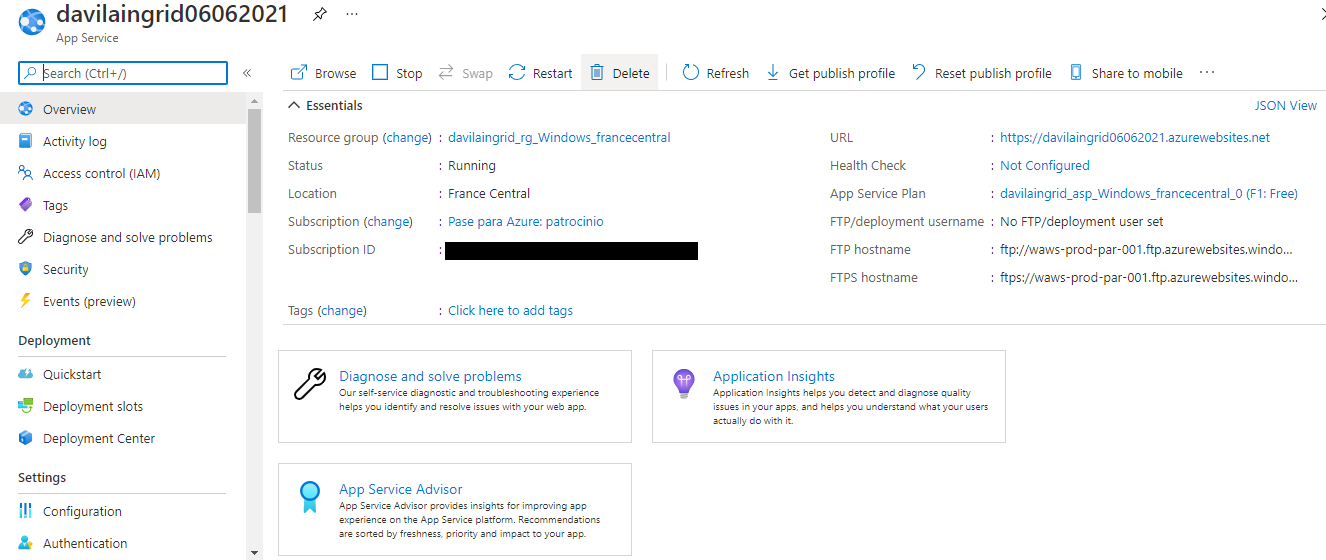 davilaingrid06062021
App Service
Search (Ctrl+/)
Overview
Activity log
Access control (IAM)
Tags
Diagnose and solve problems
Security
Events (preview)
Deployment
Quickstart
Deployment slots
Deployment Center
Settings
Configuration
Authentication
Browse Stop Swap Restart Delete Refresh Get publish profile Reset publish profile Share to mobile
Essentials
JSON View
Resource group (change) : davilaingrid_rg_Windows_francecentral
Status : Running
Location : France Central
Subscription (change) : Pase para Azure: patrocinio
Subscription ID :
URL : https://davilaingrid06062021.azurewebsites.net
Health Check : Not Configured
App Service Plan : davilaingrid_asp_Windows_francecentral_0 (F1: Free)
FTP/deployment username : No FTP/deployment user set
FTP hostname : ftp://waws-prod-par-001.ftp.azurewebsites.windo...
FTPS hostname : ftps://waws-prod-par-001.ftp.azurewebsites.windo...
Tags (change) : Click here to add tags
Diagnose and solve problems
Our self-service diagnostic and troubleshooting experience
helps you identify and resolve issues with your web app.
Application Insights
Application Insights helps you detect and diagnose quality
issues in your apps, and helps you understand what your users
actually do with it.
App Service Advisor
App Service Advisor provides insights for improving app
experience on the App Service platform. Recommendations
are sorted by freshness, priority and impact to your app.